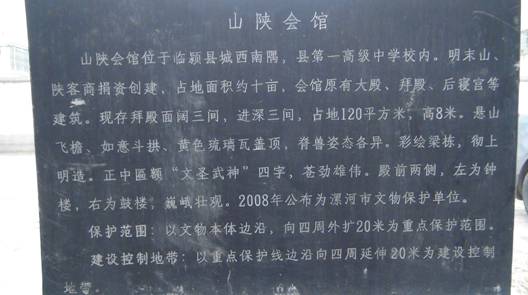 山陕会馆
山陕会馆位于临颍县城西南隅，县第一高级中学校内。明末山、
陕客商捐资创建，占地面积约十亩，会馆原有大殿、拜殿、后寝宫等
建筑。现存拜殿面阔三间，进深三间，占地120平方米，高8米。悬山
飞檐、如意斗拱、黄色琉璃瓦盖顶，脊兽姿态各异。彩绘梁栋，彻上
明造。正中匾额“文圣武神”四字，苍劲雄伟。殿前两侧，左为钟
楼，右为鼓楼，巍峨壮观。2008年公布为漯河市文物保护单位。
保护范围：以文物本体边沿，向四周外扩20米为重点保护范围。
建设控制地带：以重点保护线边沿向四周延伸20米为建设控制
地带。